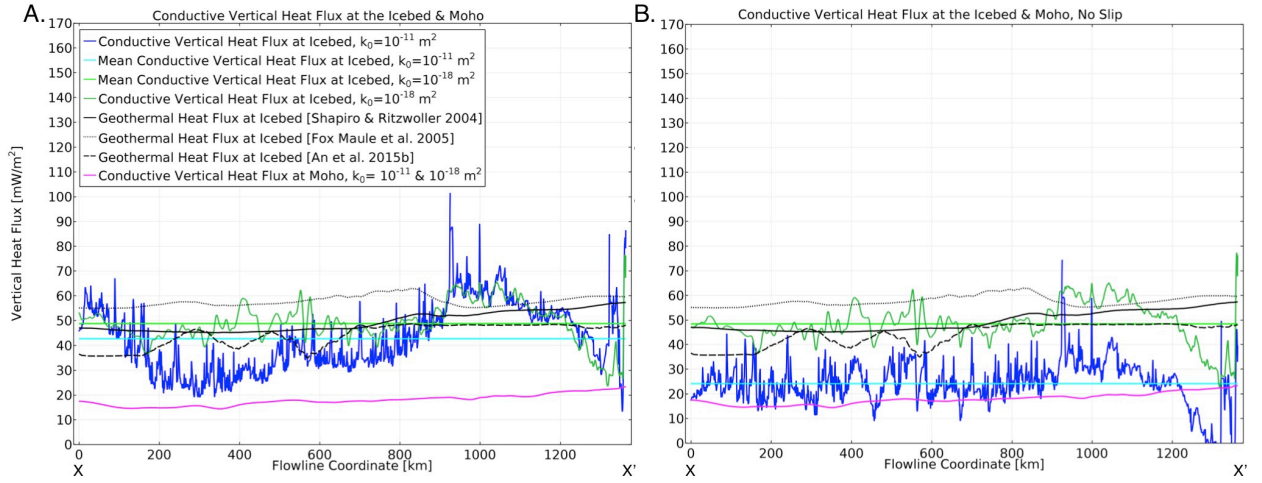 A.
Conductive Vertical Heat Flux at the Icebed & Moho
Vertical Heat Flux [mW/m²]
170
160
150
140
130
120
110
100
90
80
70
60
50
40
30
20
10
0
Conductive Vertical Heat Flux at Icebed, k₀=10⁻¹¹ m²
Mean Conductive Vertical Heat Flux at Icebed, k₀=10⁻¹¹ m²
Mean Conductive Vertical Heat Flux at Icebed, k₀=10⁻¹⁸ m²
Conductive Vertical Heat Flux at Icebed, k₀=10⁻¹⁸ m²
Geothermal Heat Flux at Icebed [Shapiro & Ritzwoller 2004]
Geothermal Heat Flux at Icebed [Fox Maule et al. 2005]
Geothermal Heat Flux at Icebed [An et al. 2015b]
Conductive Vertical Heat Flux at Moho, k₀= 10⁻¹¹ & 10⁻¹⁸ m²
0 200 400 600 800 1000 1200
X Flowline Coordinate [km] X'
B.
Conductive Vertical Heat Flux at the Icebed & Moho, No Slip
170
160
150
140
130
120
110
100
90
80
70
60
50
40
30
20
10
0
0 200 400 600 800 1000 1200
X Flowline Coordinate [km] X'